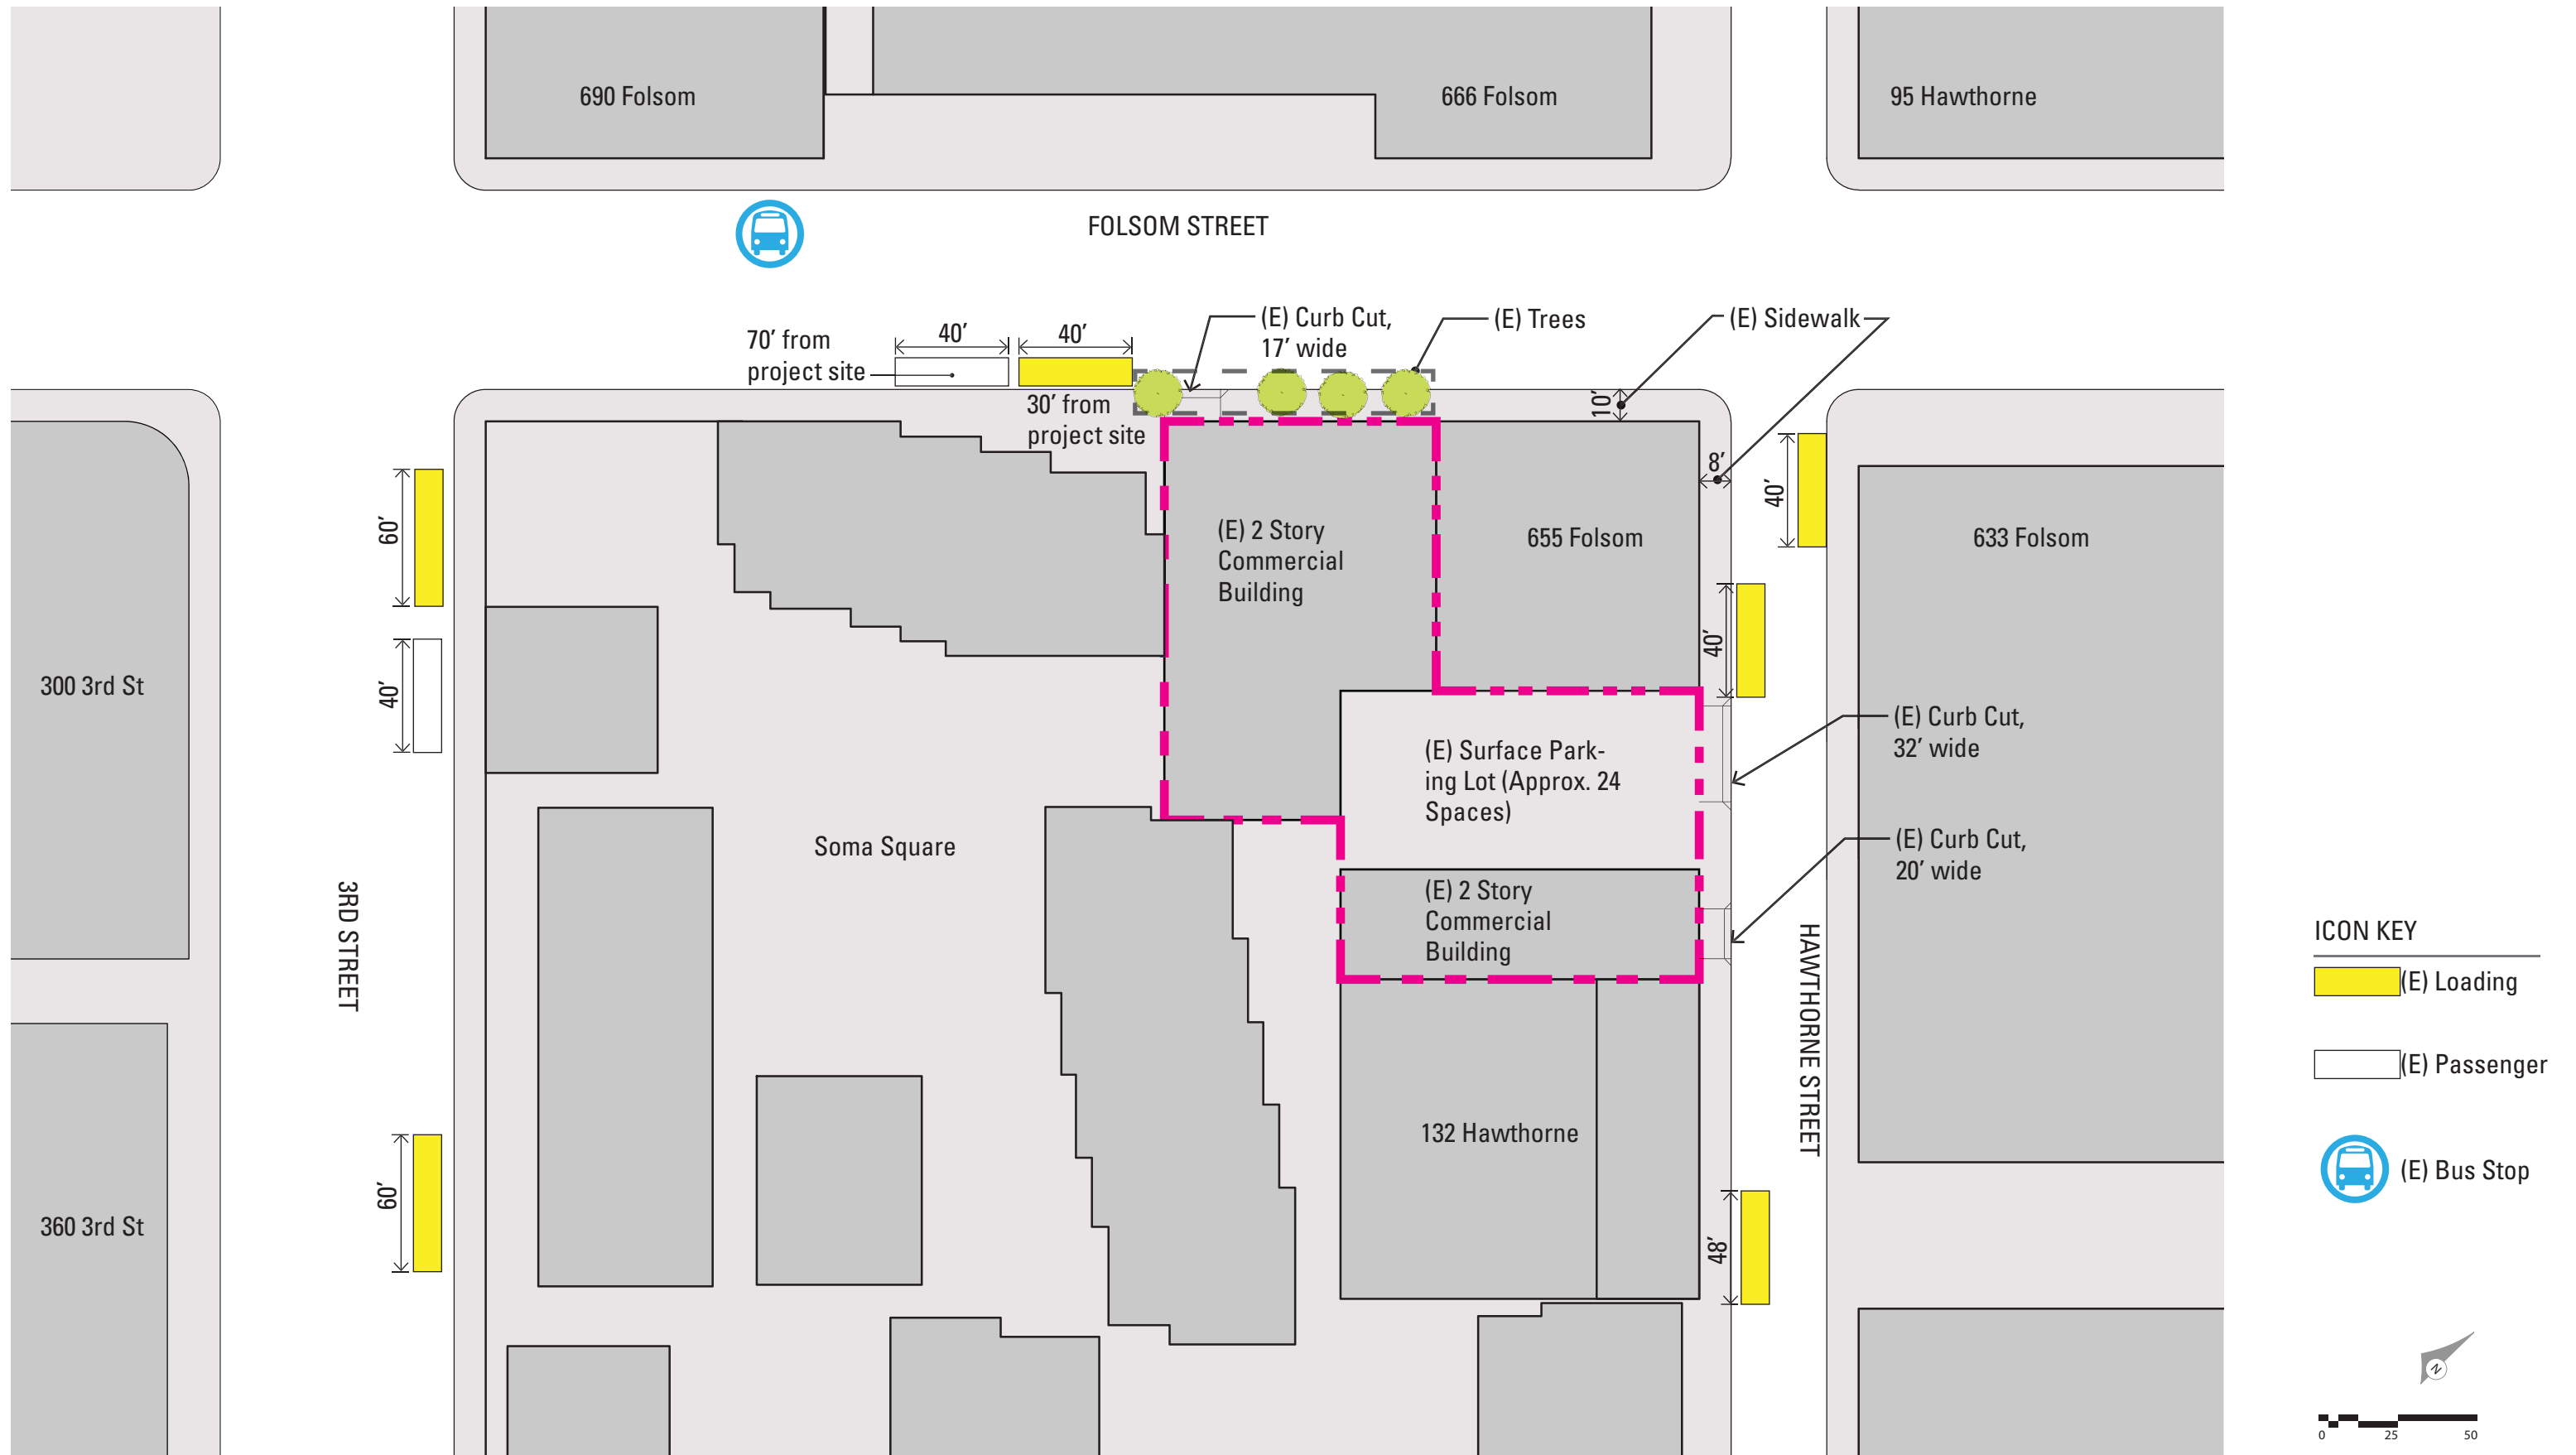 690 Folsom
666 Folsom
95 Hawthorne
FOLSOM STREET
70’ from
project site
40’
40’
(E) Curb Cut,
17’ wide
(E) Trees
(E) Sidewalk
30’ from
project site
10’
8’
60’
40’
(E) 2 Story
Commercial
Building
655 Folsom
633 Folsom
40’
40’
300 3rd St
(E) Surface Park-
ing Lot (Approx. 24
Spaces)
(E) Curb Cut,
32’ wide
Soma Square
(E) Curb Cut,
20’ wide
3RD STREET
(E) 2 Story
Commercial
Building
HAWTHORNE STREET
132 Hawthorne
60’
360 3rd St
48’
ICON KEY
(E) Loading
(E) Passenger
(E) Bus Stop
N
0 25 50